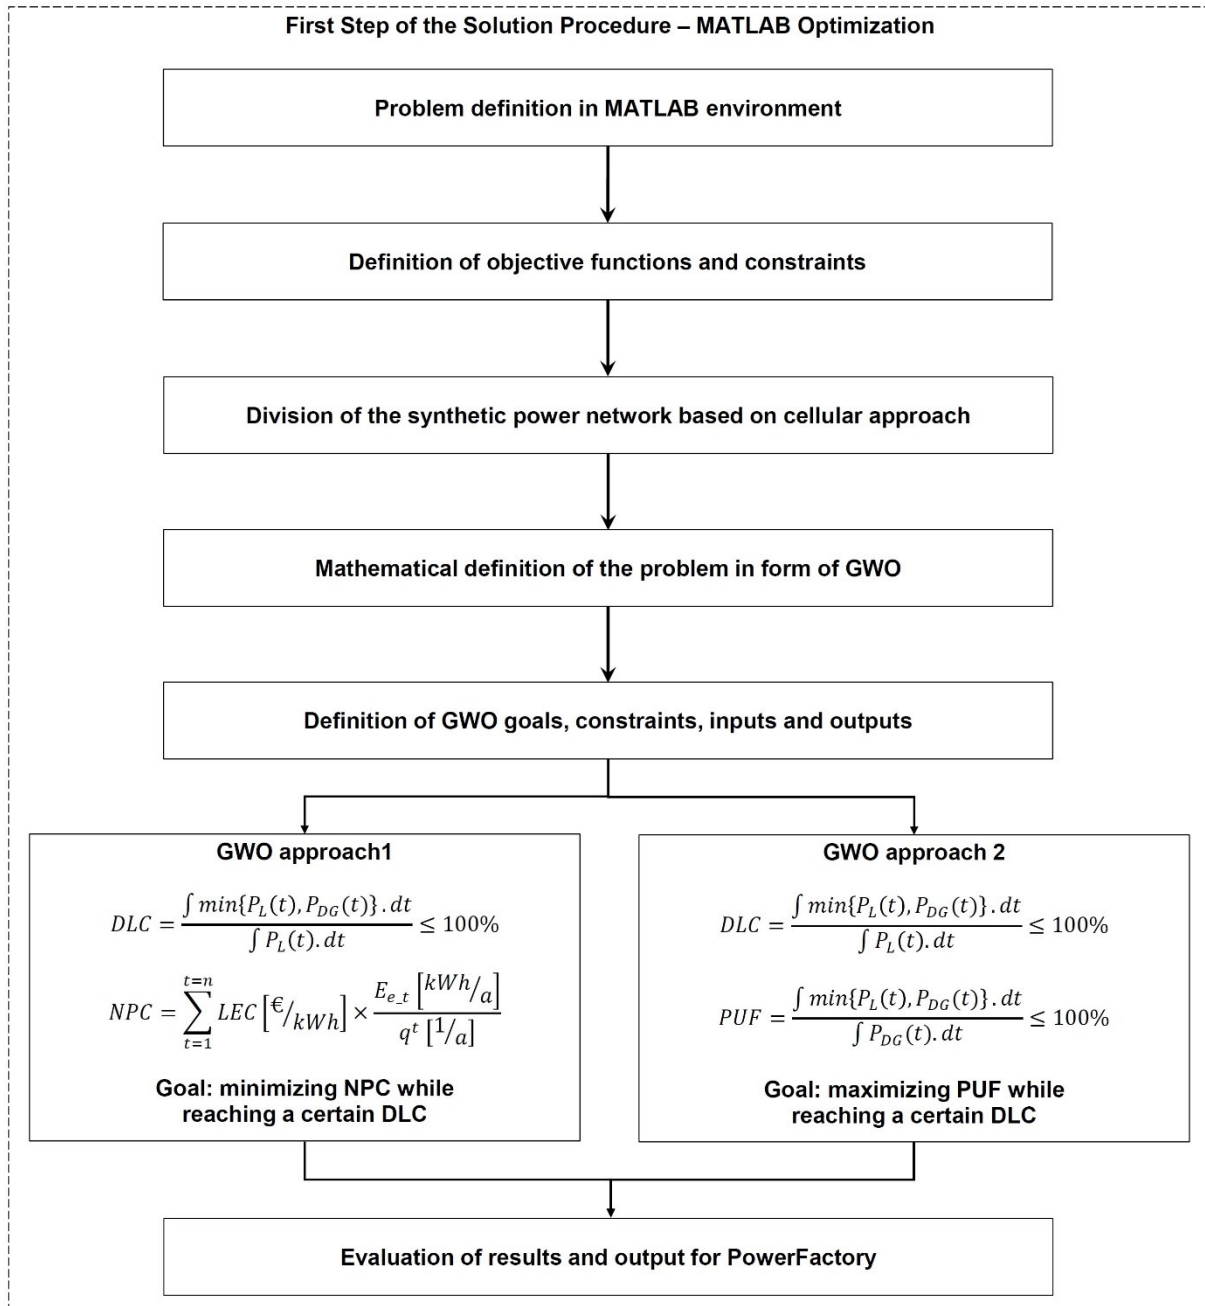 First Step of the Solution Procedure – MATLAB Optimization
Problem definition in MATLAB environment
Definition of objective functions and constraints
Division of the synthetic power network based on cellular approach
Mathematical definition of the problem in form of GWO
Definition of GWO goals, constraints, inputs and outputs
GWO approach1
DLC = ∫ min{P_L(t), P_DG(t)} . dt / ∫ P_L(t). dt ≤ 100%
NPC = ∑_{t=1}^{t=n} LEC [€/kWh] × E_{e_t} [kWh/a] / q^t [1/a]
Goal: minimizing NPC while
reaching a certain DLC
GWO approach 2
DLC = ∫ min{P_L(t), P_DG(t)} . dt / ∫ P_L(t). dt ≤ 100%
PUF = ∫ min{P_L(t), P_DG(t)} . dt / ∫ P_DG(t). dt ≤ 100%
Goal: maximizing PUF while
reaching a certain DLC
Evaluation of results and output for PowerFactory